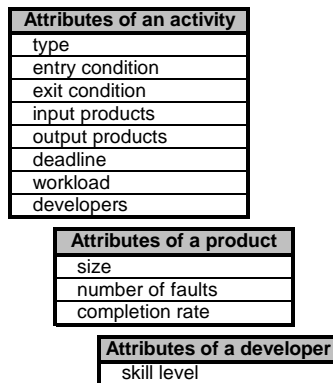 Attributes of an activity
type
entry condition
exit condition
input products
output products
deadline
workload
developers
Attributes of a product
size
number of faults
completion rate
Attributes of a developer
skill level